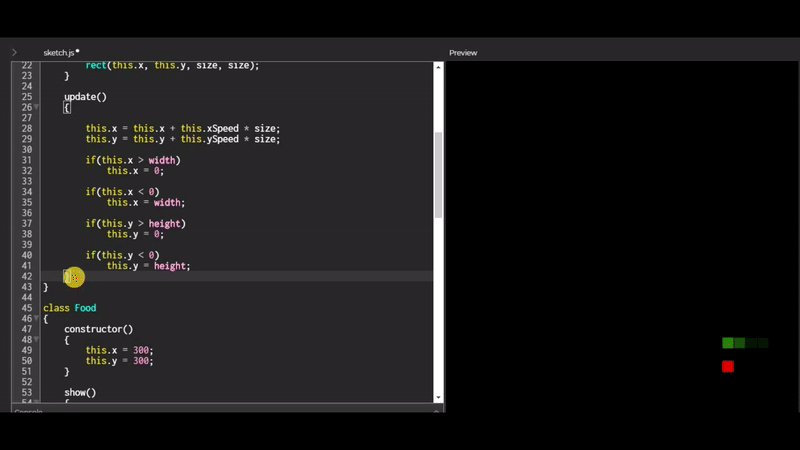 sketch.js•
Preview
22 rect(this.x, this.y, size, size);
23 }
24
25 update()
26 {
27
28 this.x = this.x + this.xSpeed * size;
29 this.y = this.y + this.ySpeed * size;
30
31 if(this.x > width)
32 this.x = 0;
33
34 if(this.x < 0)
35 this.x = width;
36
37 if(this.y > height)
38 this.y = 0;
39
40 if(this.y < 0)
41 this.y = height;
42 }
43 }
44
45 class Food
46 {
47 constructor()
48 {
49 this.x = 300;
50 this.y = 300;
51 }
52
53 show()
54 {
Console